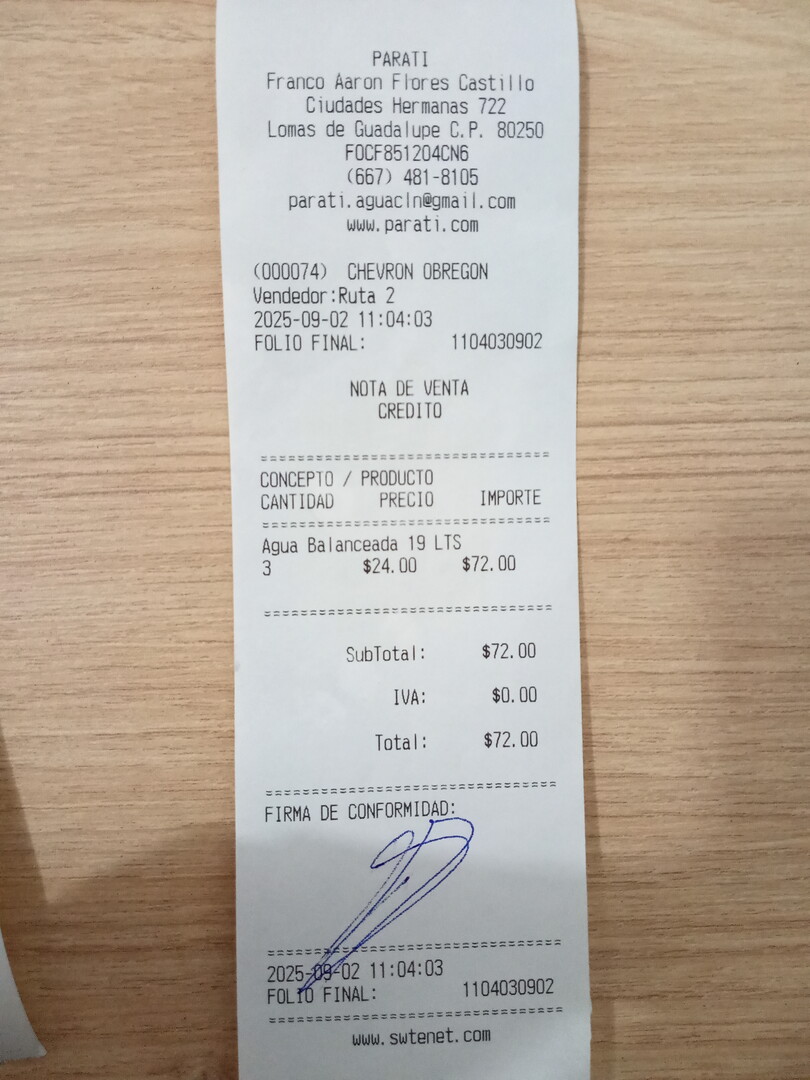 PARATI
Franco Aaron Flores Castillo
Ciudades Hermanas 722
Lomas de Guadalupe C.P. 80250
FOCF851204CN6
(667) 481-8105
parati.aguacln@gmail.com
www.parati.com
(000074) CHEVRON OBREGON
Vendedor:Ruta 2
2025-09-02 11:04:03
FOLIO FINAL: 1104030902
NOTA DE VENTA
CREDITO
==============================
CONCEPTO / PRODUCTO
CANTIDAD PRECIO IMPORTE
==============================
Agua Balanceada 19 LTS
3 $24.00 $72.00
==============================
SubTotal: $72.00
IVA: $0.00
Total: $72.00
==============================
FIRMA DE CONFORMIDAD:
==============================
2025-09-02 11:04:03
FOLIO FINAL: 1104030902
==============================
www.swtenet.com